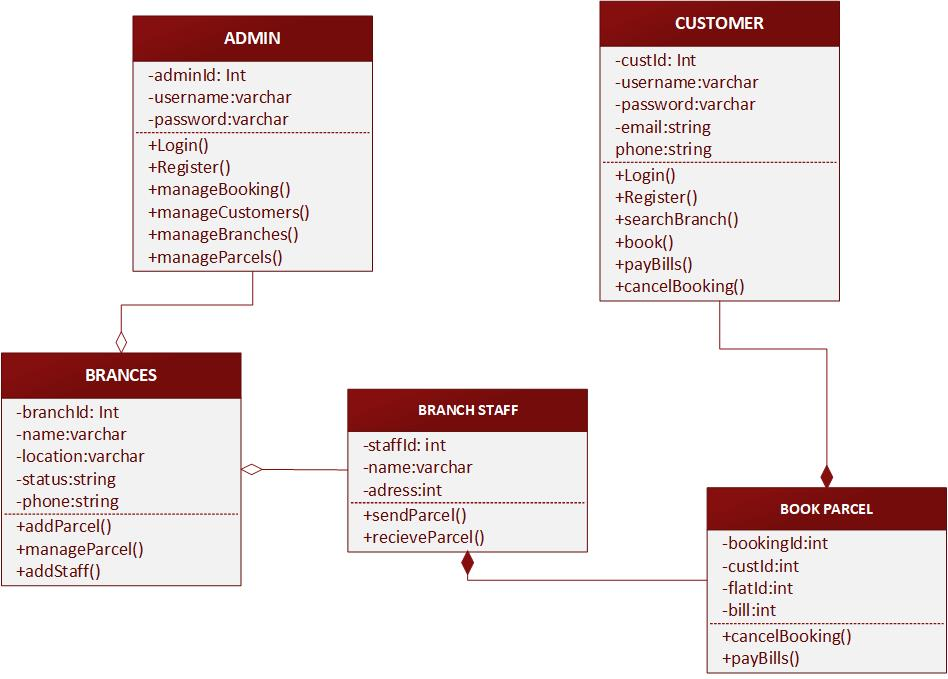 ADMIN
-adminId: Int
-username:varchar
-password:varchar
+Login()
+Register()
+manageBooking()
+manageCustomers()
+manageBranches()
+manageParcels()
CUSTOMER
-custId: Int
-username:varchar
-password:varchar
-email:string
phone:string
+Login()
+Register()
+searchBranch()
+book()
+payBills()
+cancelBooking()
BRANCES
-branchId: Int
-name:varchar
-location:varchar
-status:string
-phone:string
+addParcel()
+manageParcel()
+addStaff()
BRANCH STAFF
-staffId: int
-name:varchar
-adress:int
+sendParcel()
+recieveParcel()
BOOK PARCEL
-bookingId:int
-custId:int
-flatId:int
-bill:int
+cancelBooking()
+payBills()